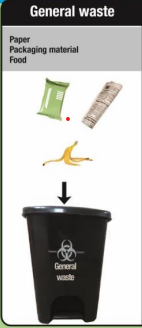 General waste
Paper
Packaging material
Food
General
waste